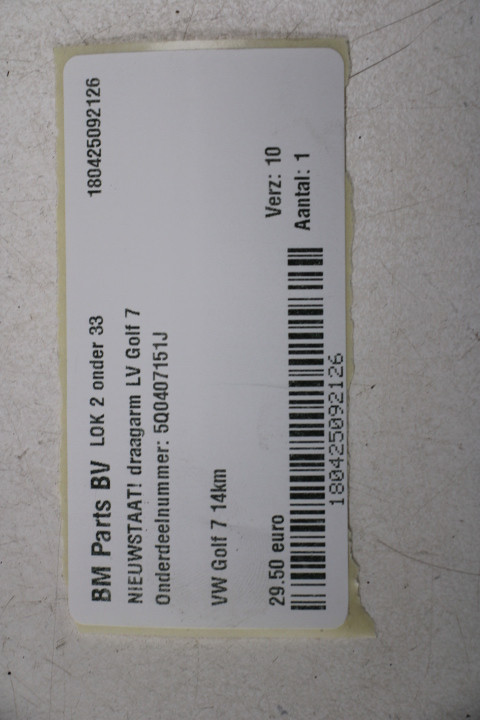 BM Parts BV LOK 2 onder 33 180425092126
NIEUWSTAAT! draagarm LV Golf 7
Onderdeelnummer: 5Q0407151J
VW Golf 7 14km
29.50 euro Verz: 10
Aantal: 1
180425092126